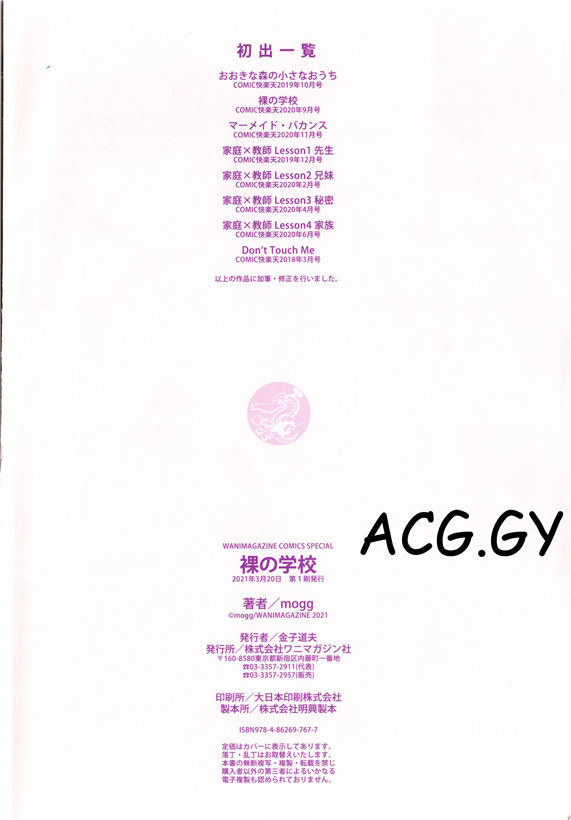 初出一覧
おおきな森の小さなおうち
COMIC快楽天2019年10月号
裸の学校
COMIC快楽天2020年9月号
マーメイド・バカンス
COMIC快楽天2020年11月号
家庭×教師 Lesson1 先生
COMIC快楽天2019年12月号
家庭×教師 Lesson2 兄妹
COMIC快楽天2020年2月号
家庭×教師 Lesson3 秘密
COMIC快楽天2020年4月号
家庭×教師 Lesson4 家族
COMIC快楽天2020年6月号
Don't Touch Me
COMIC快楽天2018年3月号
以上の作品に加筆・修正を行いました。
ACG.GY
WANIMAGAZINE COMICS SPECIAL
裸の学校
2021年3月20日 第1刷発行
著者／mogg
©mogg/WANIMAGAZINE 2021
発行者／金子道夫
発行所／株式会社ワニマガジン社
〒160-8580東京都新宿区内藤町一番地
☎03-3357-2911(代表)
☎03-3357-2957(販売)
印刷所／大日本印刷株式会社
製本所／株式会社明興製本
ISBN978-4-86269-767-7
定価はカバーに表示してあります。
落丁・乱丁はお取替えいたします。
本書の無断複写・複製・転載を禁じ
購入者以外の第三者によるいかなる
電子複製も認められておりません。